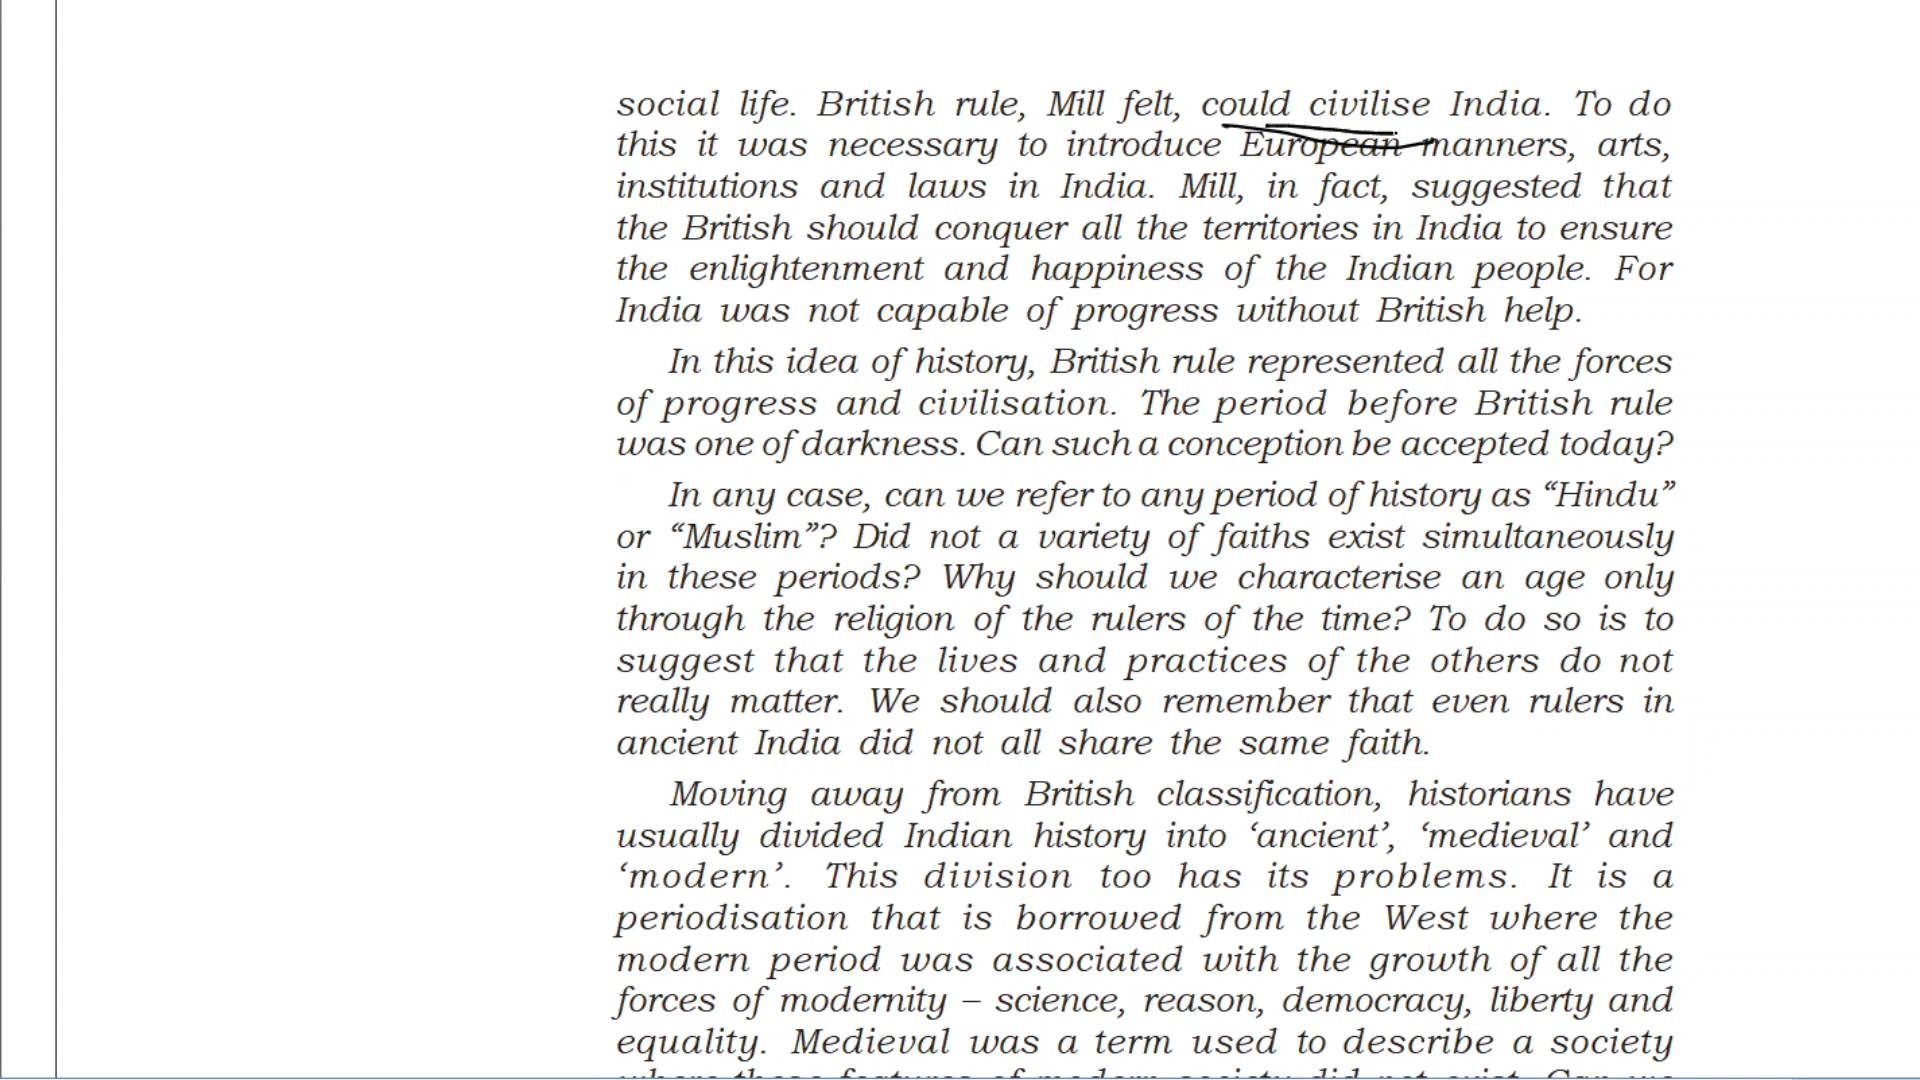 social life. British rule, Mill felt, could civilise India. To do
this it was necessary to introduce European manners, arts,
institutions and laws in India. Mill, in fact, suggested that
the British should conquer all the territories in India to ensure
the enlightenment and happiness of the Indian people. For
India was not capable of progress without British help.
In this idea of history, British rule represented all the forces
of progress and civilisation. The period before British rule
was one of darkness. Can such a conception be accepted today?
In any case, can we refer to any period of history as “Hindu”
or “Muslim”? Did not a variety of faiths exist simultaneously
in these periods? Why should we characterise an age only
through the religion of the rulers of the time? To do so is to
suggest that the lives and practices of the others do not
really matter. We should also remember that even rulers in
ancient India did not all share the same faith.
Moving away from British classification, historians have
usually divided Indian history into ‘ancient’, ‘medieval’ and
‘modern’. This division too has its problems. It is a
periodisation that is borrowed from the West where the
modern period was associated with the growth of all the
forces of modernity – science, reason, democracy, liberty and
equality. Medieval was a term used to describe a society